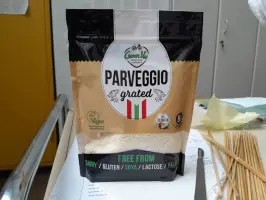 PARVEGGIO
grated
FREE FROM
DAIRY / GLUTEN / SOYA / LACTOSE /